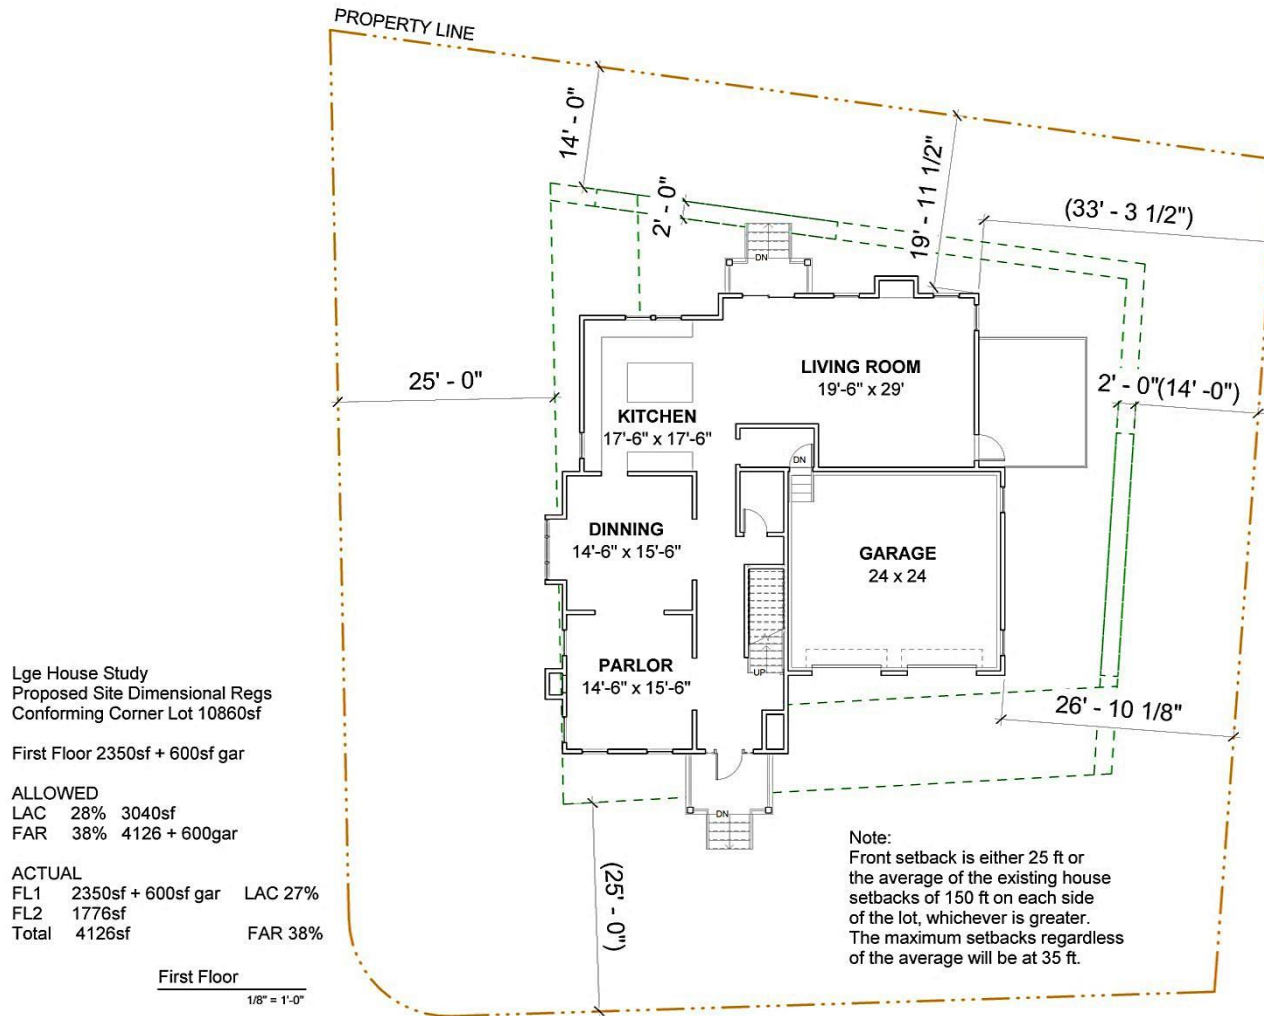 PROPERTY LINE
14' - 0"
2' - 0"
19' - 11 1/2"
(33' - 3 1/2")
DN
25' - 0"
LIVING ROOM
19'-6" x 29'
2' - 0"(14' -0")
KITCHEN
17'-6" x 17'-6"
DN
DINNING
14'-6" x 15'-6"
GARAGE
24 x 24
PARLOR
14'-6" x 15'-6"
UP
26' - 10 1/8"
DN
(25' - 0")
Lge House Study
Proposed Site Dimensional Regs
Conforming Corner Lot 10860sf
First Floor 2350sf + 600sf gar
ALLOWED
LAC 28% 3040sf
FAR 38% 4126 + 600gar
ACTUAL
FL1 2350sf + 600sf gar LAC 27%
FL2 1776sf
Total 4126sf FAR 38%
First Floor
1/8" = 1'-0"
Note:
Front setback is either 25 ft or
the average of the existing house
setbacks of 150 ft on each side
of the lot, whichever is greater.
The maximum setbacks regardless
of the average will be at 35 ft.